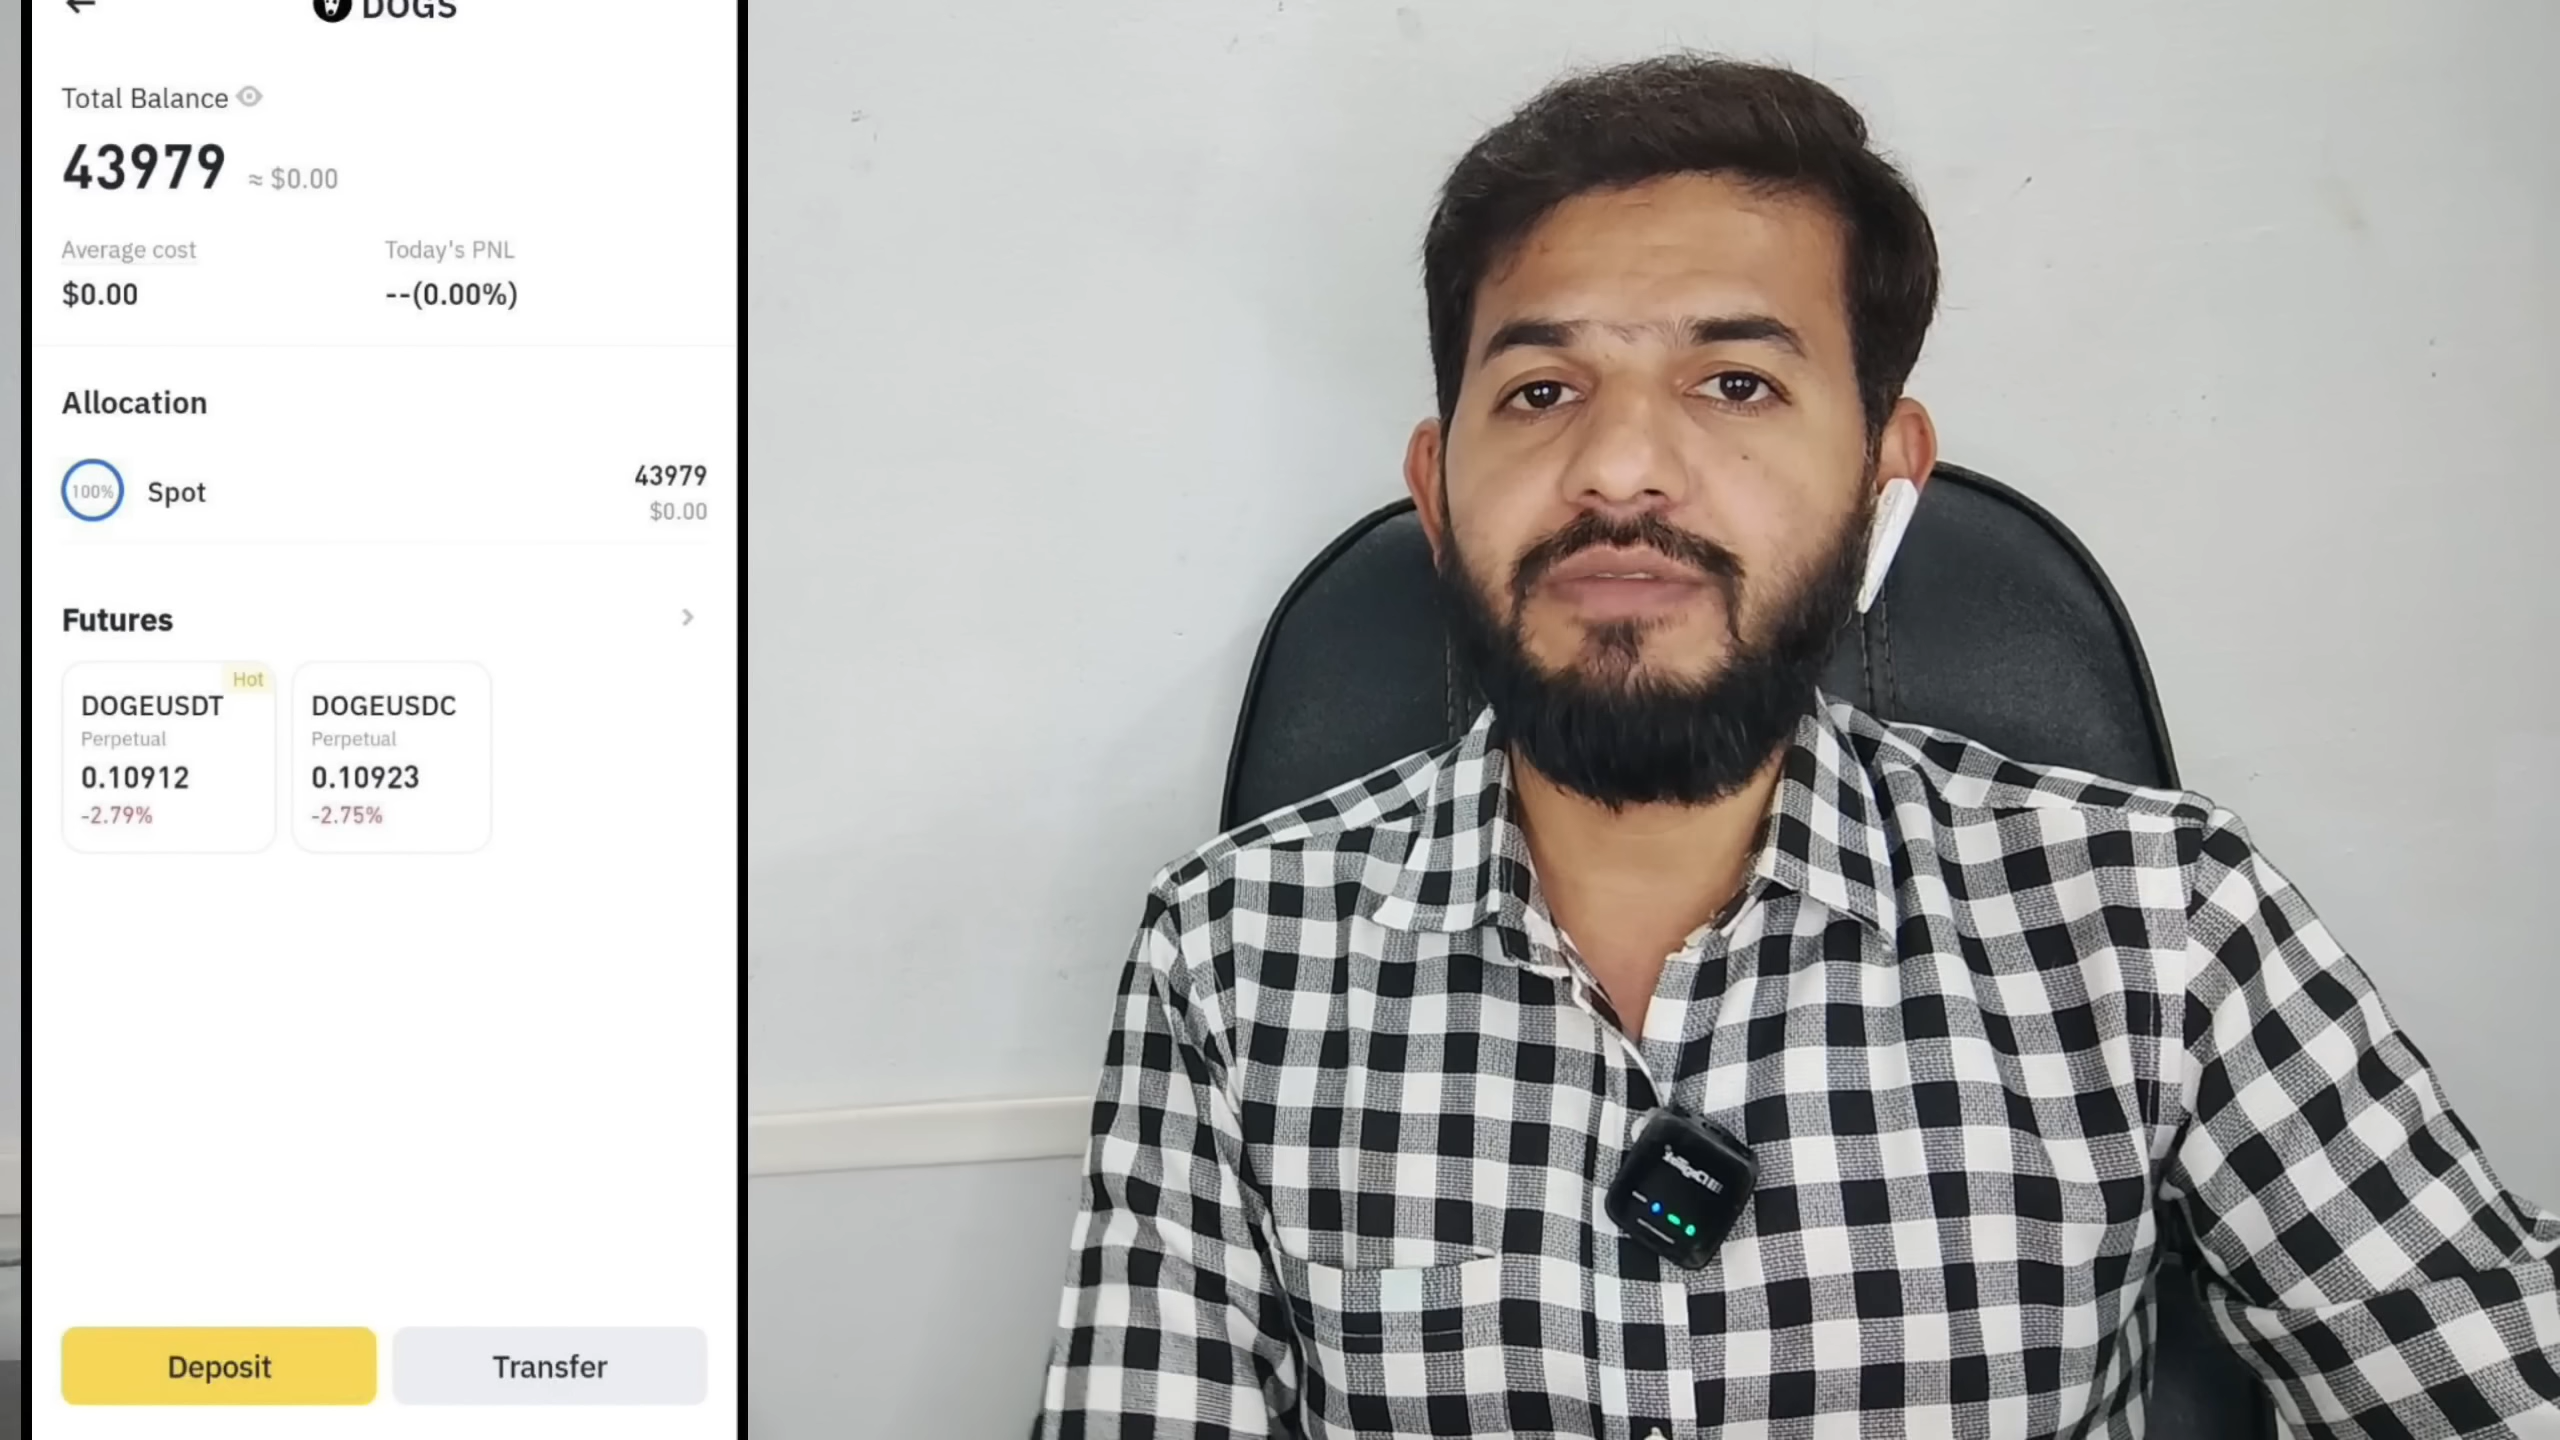 DOGS
Total Balance
43979 ≈ $0.00
Average cost Today's PNL
$0.00 --(0.00%)
Allocation
100% Spot 43979
$0.00
Futures
Hot
DOGEUSDT DOGEUSDC
Perpetual Perpetual
0.10912 0.10923
-2.79% -2.75%
Deposit Transfer